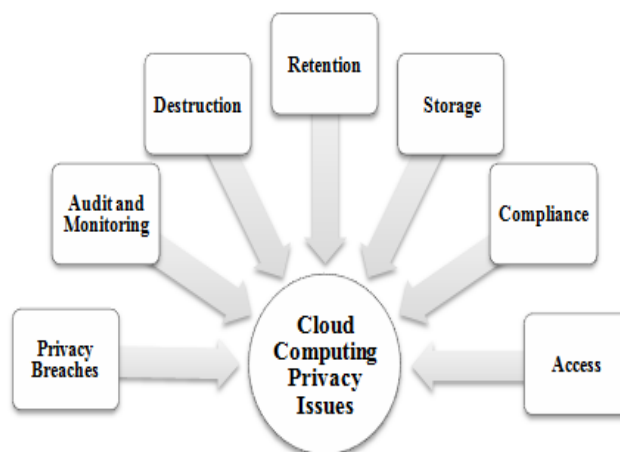 Retention
Destruction
Storage
Audit and
Monitoring
Compliance
Privacy
Breaches
Cloud
Computing
Privacy
Issues
Access